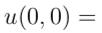 u(0, 0) =